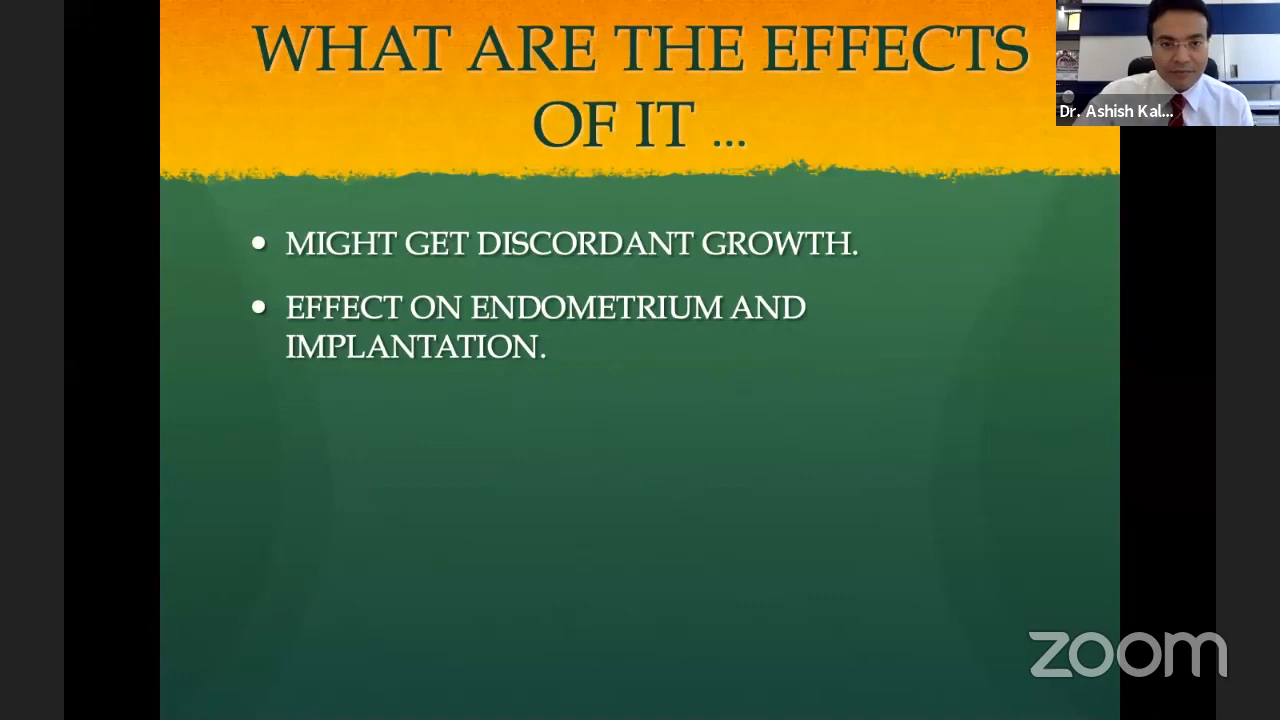 WHAT ARE THE EFFECTS
OF IT ...
Dr. Ashish Kal...
• MIGHT GET DISCORDANT GROWTH.
• EFFECT ON ENDOMETRIUM AND
IMPLANTATION.
zoom